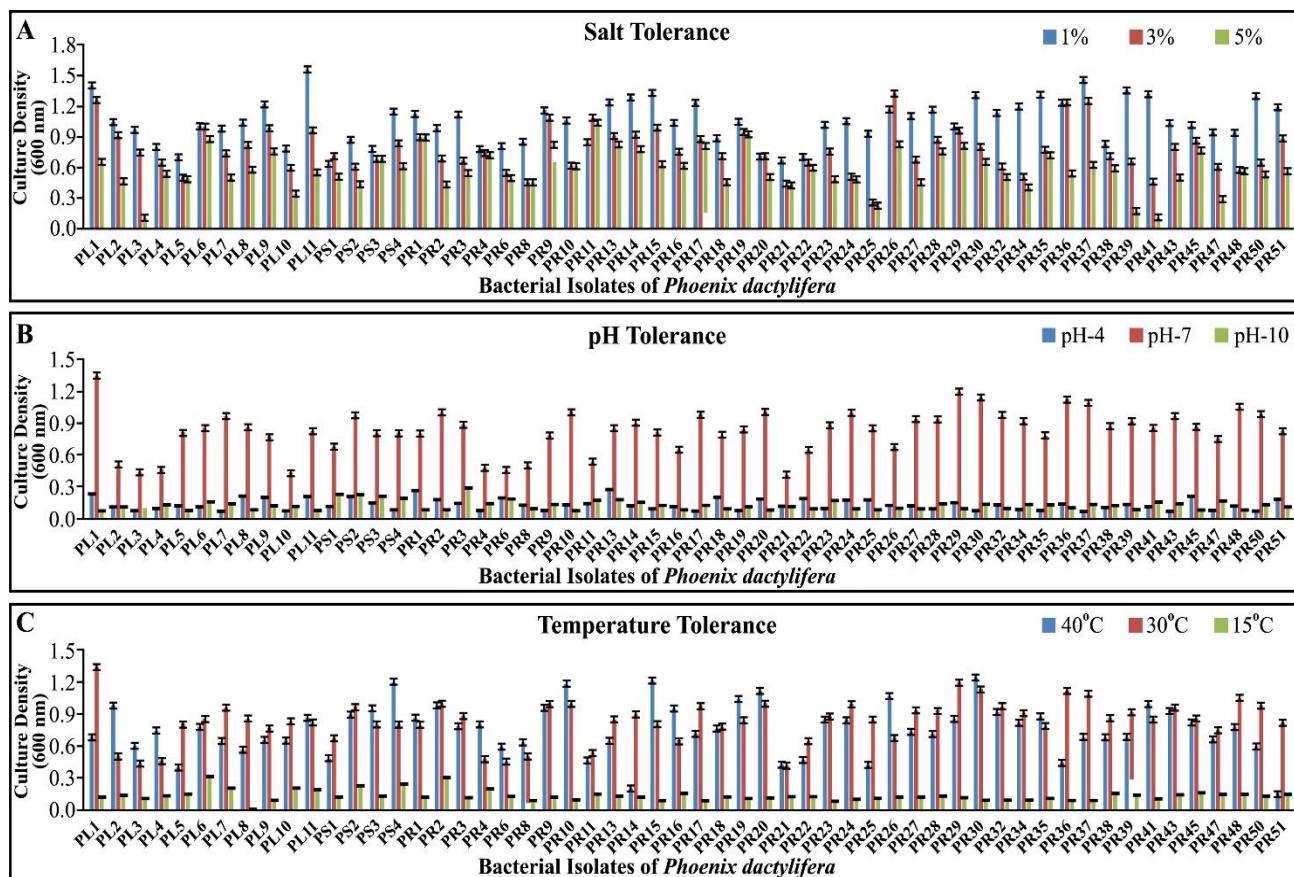 A
Salt Tolerance
1% 3% 5%
Culture Density
(600 nm)
1.8
1.5
1.2
0.9
0.6
0.3
0.0
PL1 PL2 PL3 PL4 PL5 PL6 PL7 PL8 PL9 PL10 PL11 PS1 PS2 PS3 PS4 PR1 PR2 PR3 PR4 PR6 PR8 PR9 PR10 PR11 PR13 PR14 PR15 PR16 PR17 PR18 PR19 PR20 PR21 PR22 PR23 PR24 PR25 PR26 PR27 PR28 PR29 PR30 PR32 PR34 PR35 PR36 PR37 PR38 PR39 PR41 PR43 PR45 PR47 PR48 PR50 PR51
Bacterial Isolates of Phoenix dactylifera
B
pH Tolerance
pH-4 pH-7 pH-10
Culture Density
(600 nm)
1.5
1.2
0.9
0.6
0.3
0.0
PL1 PL2 PL3 PL4 PL5 PL6 PL7 PL8 PL9 PL10 PL11 PS1 PS2 PS3 PS4 PR1 PR2 PR3 PR4 PR6 PR8 PR9 PR10 PR11 PR13 PR14 PR15 PR16 PR17 PR18 PR19 PR20 PR21 PR22 PR23 PR24 PR25 PR26 PR27 PR28 PR29 PR30 PR32 PR34 PR35 PR36 PR37 PR38 PR39 PR41 PR43 PR45 PR47 PR48 PR50 PR51
Bacterial Isolates of Phoenix dactylifera
C
Temperature Tolerance
40°C 30°C 15°C
Culture Density
(600 nm)
1.5
1.2
0.9
0.6
0.3
0.0
PL1 PL2 PL3 PL4 PL5 PL6 PL7 PL8 PL9 PL10 PL11 PS1 PS2 PS3 PS4 PR1 PR2 PR3 PR4 PR6 PR8 PR9 PR10 PR11 PR13 PR14 PR15 PR16 PR17 PR18 PR19 PR20 PR21 PR22 PR23 PR24 PR25 PR26 PR27 PR28 PR29 PR30 PR32 PR34 PR35 PR36 PR37 PR38 PR39 PR41 PR43 PR45 PR47 PR48 PR50 PR51
Bacterial Isolates of Phoenix dactylifera